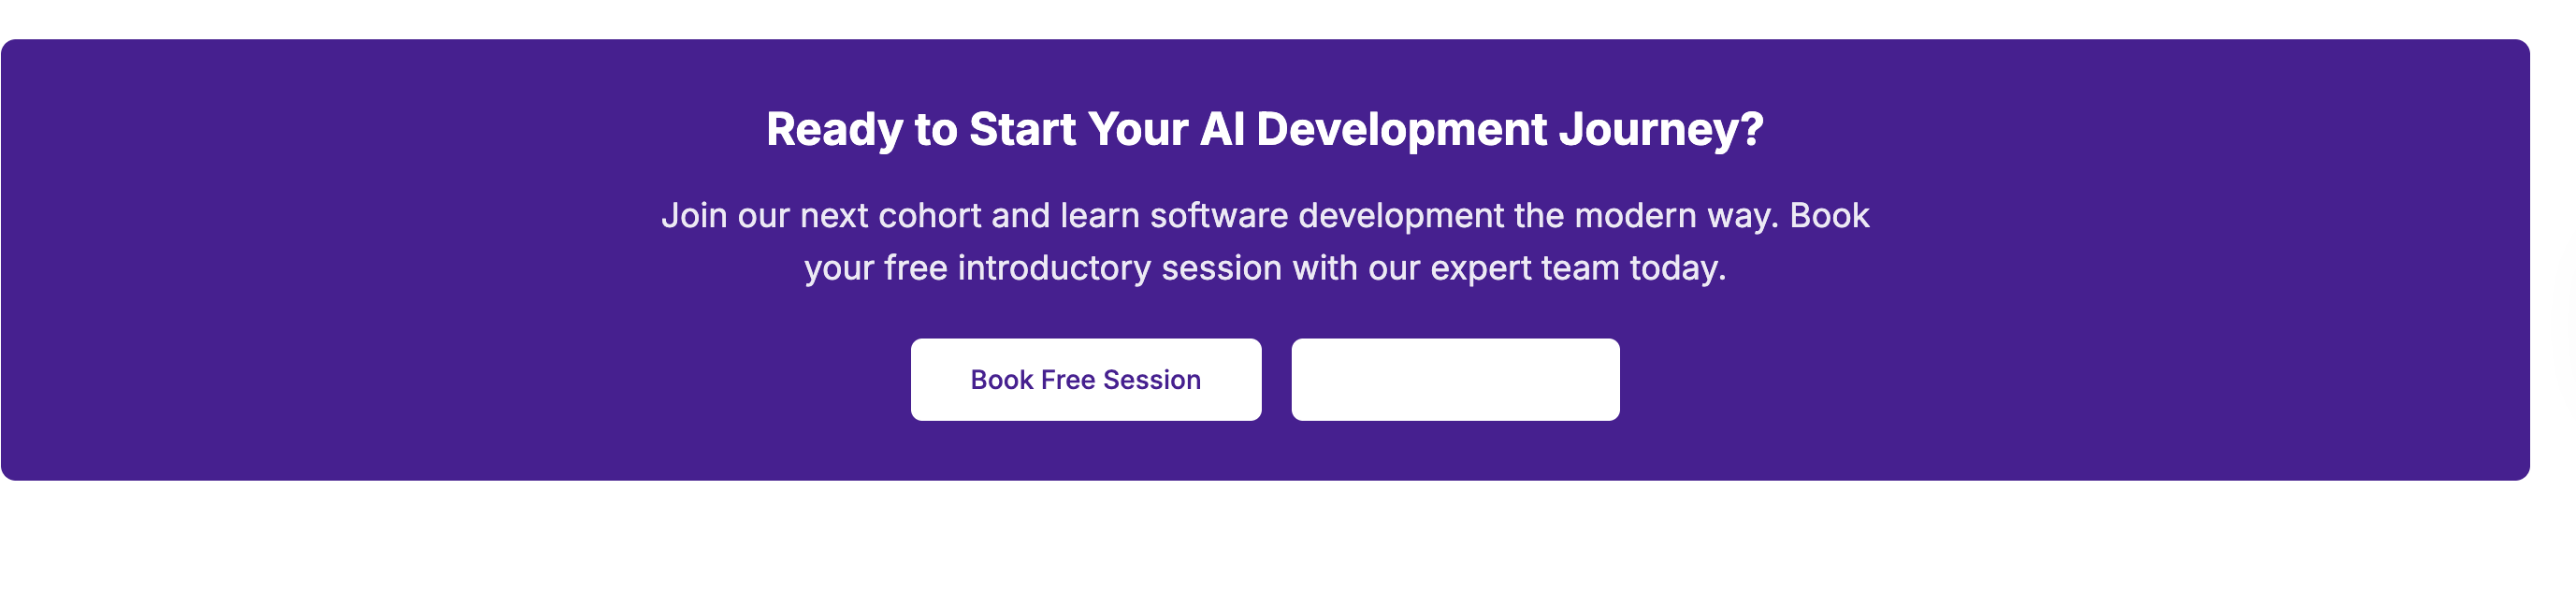 Ready to Start Your AI Development Journey?
Join our next cohort and learn software development the modern way. Book
your free introductory session with our expert team today.
Book Free Session